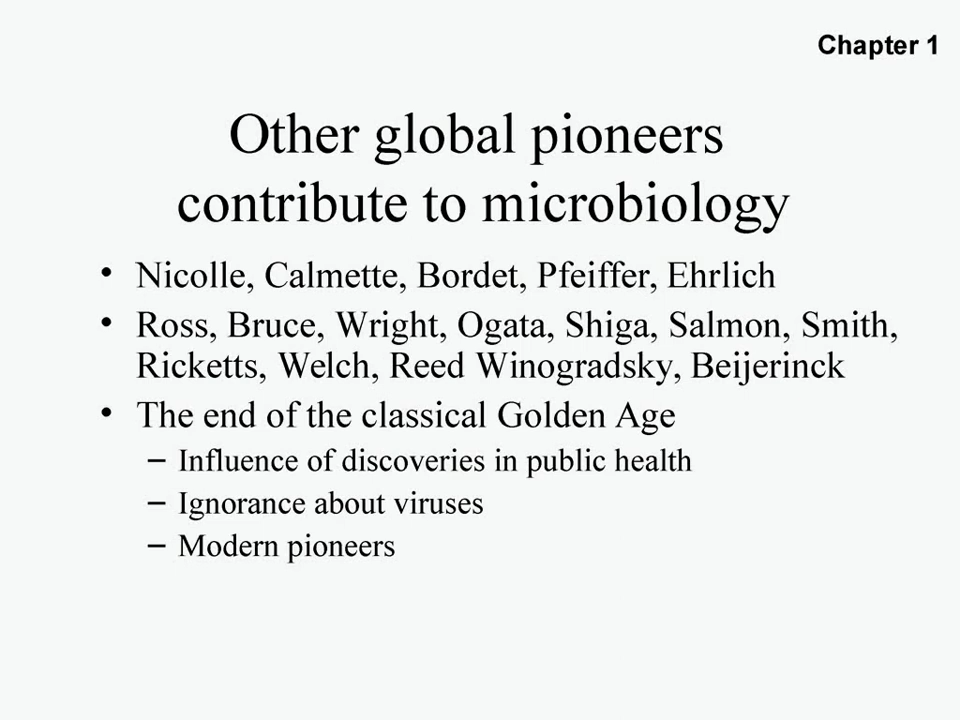 Chapter 1
Other global pioneers
contribute to microbiology
• Nicolle, Calmette, Bordet, Pfeiffer, Ehrlich
• Ross, Bruce, Wright, Ogata, Shiga, Salmon, Smith,
Ricketts, Welch, Reed Winogradsky, Beijerinck
• The end of the classical Golden Age
– Influence of discoveries in public health
– Ignorance about viruses
– Modern pioneers